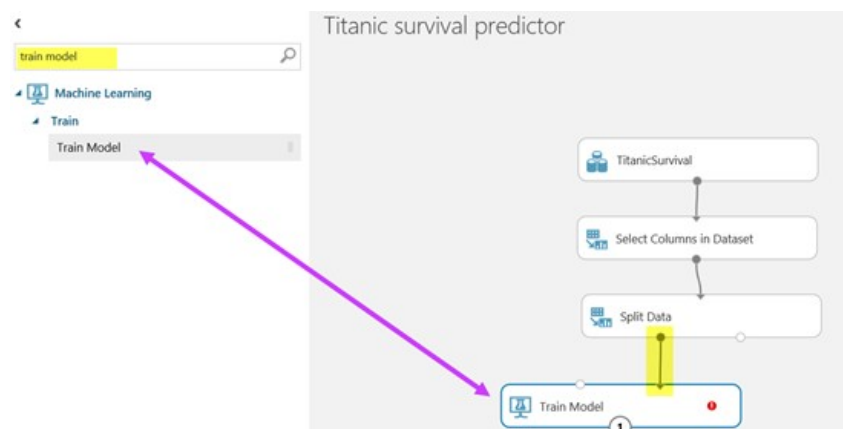 Titanic survival predictor
train model
Machine Learning
Train
Train Model
TitanicSurvival
Select Columns in Dataset
Split Data
Train Model
1